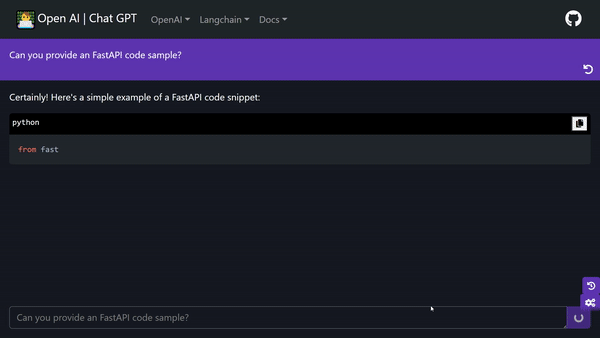 Open AI | Chat GPT OpenAI Langchain Docs
Can you provide an FastAPI code sample?
Certainly! Here's a simple example of a FastAPI code snippet:
python
from fast
Can you provide an FastAPI code sample?